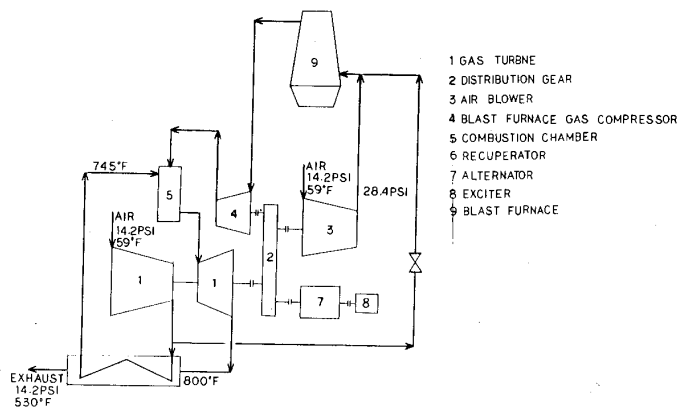 1 GAS TURBNE
2 DISTRIBUTION GEAR
3 AIR BLOWER
4 BLAST FURNACE GAS COMPRESSOR
5 COMBUSTION CHAMBER
6 RECUPERATOR
7 ALTERNATOR
8 EXCITER
9 BLAST FURNACE
9
745°F
5
4
AIR
14.2PSI
59°F
28.4PSI
3
AIR
14.2PSI
59°F
1
1
2
7
8
800°F
EXHAUST
14.2PSI
530°F